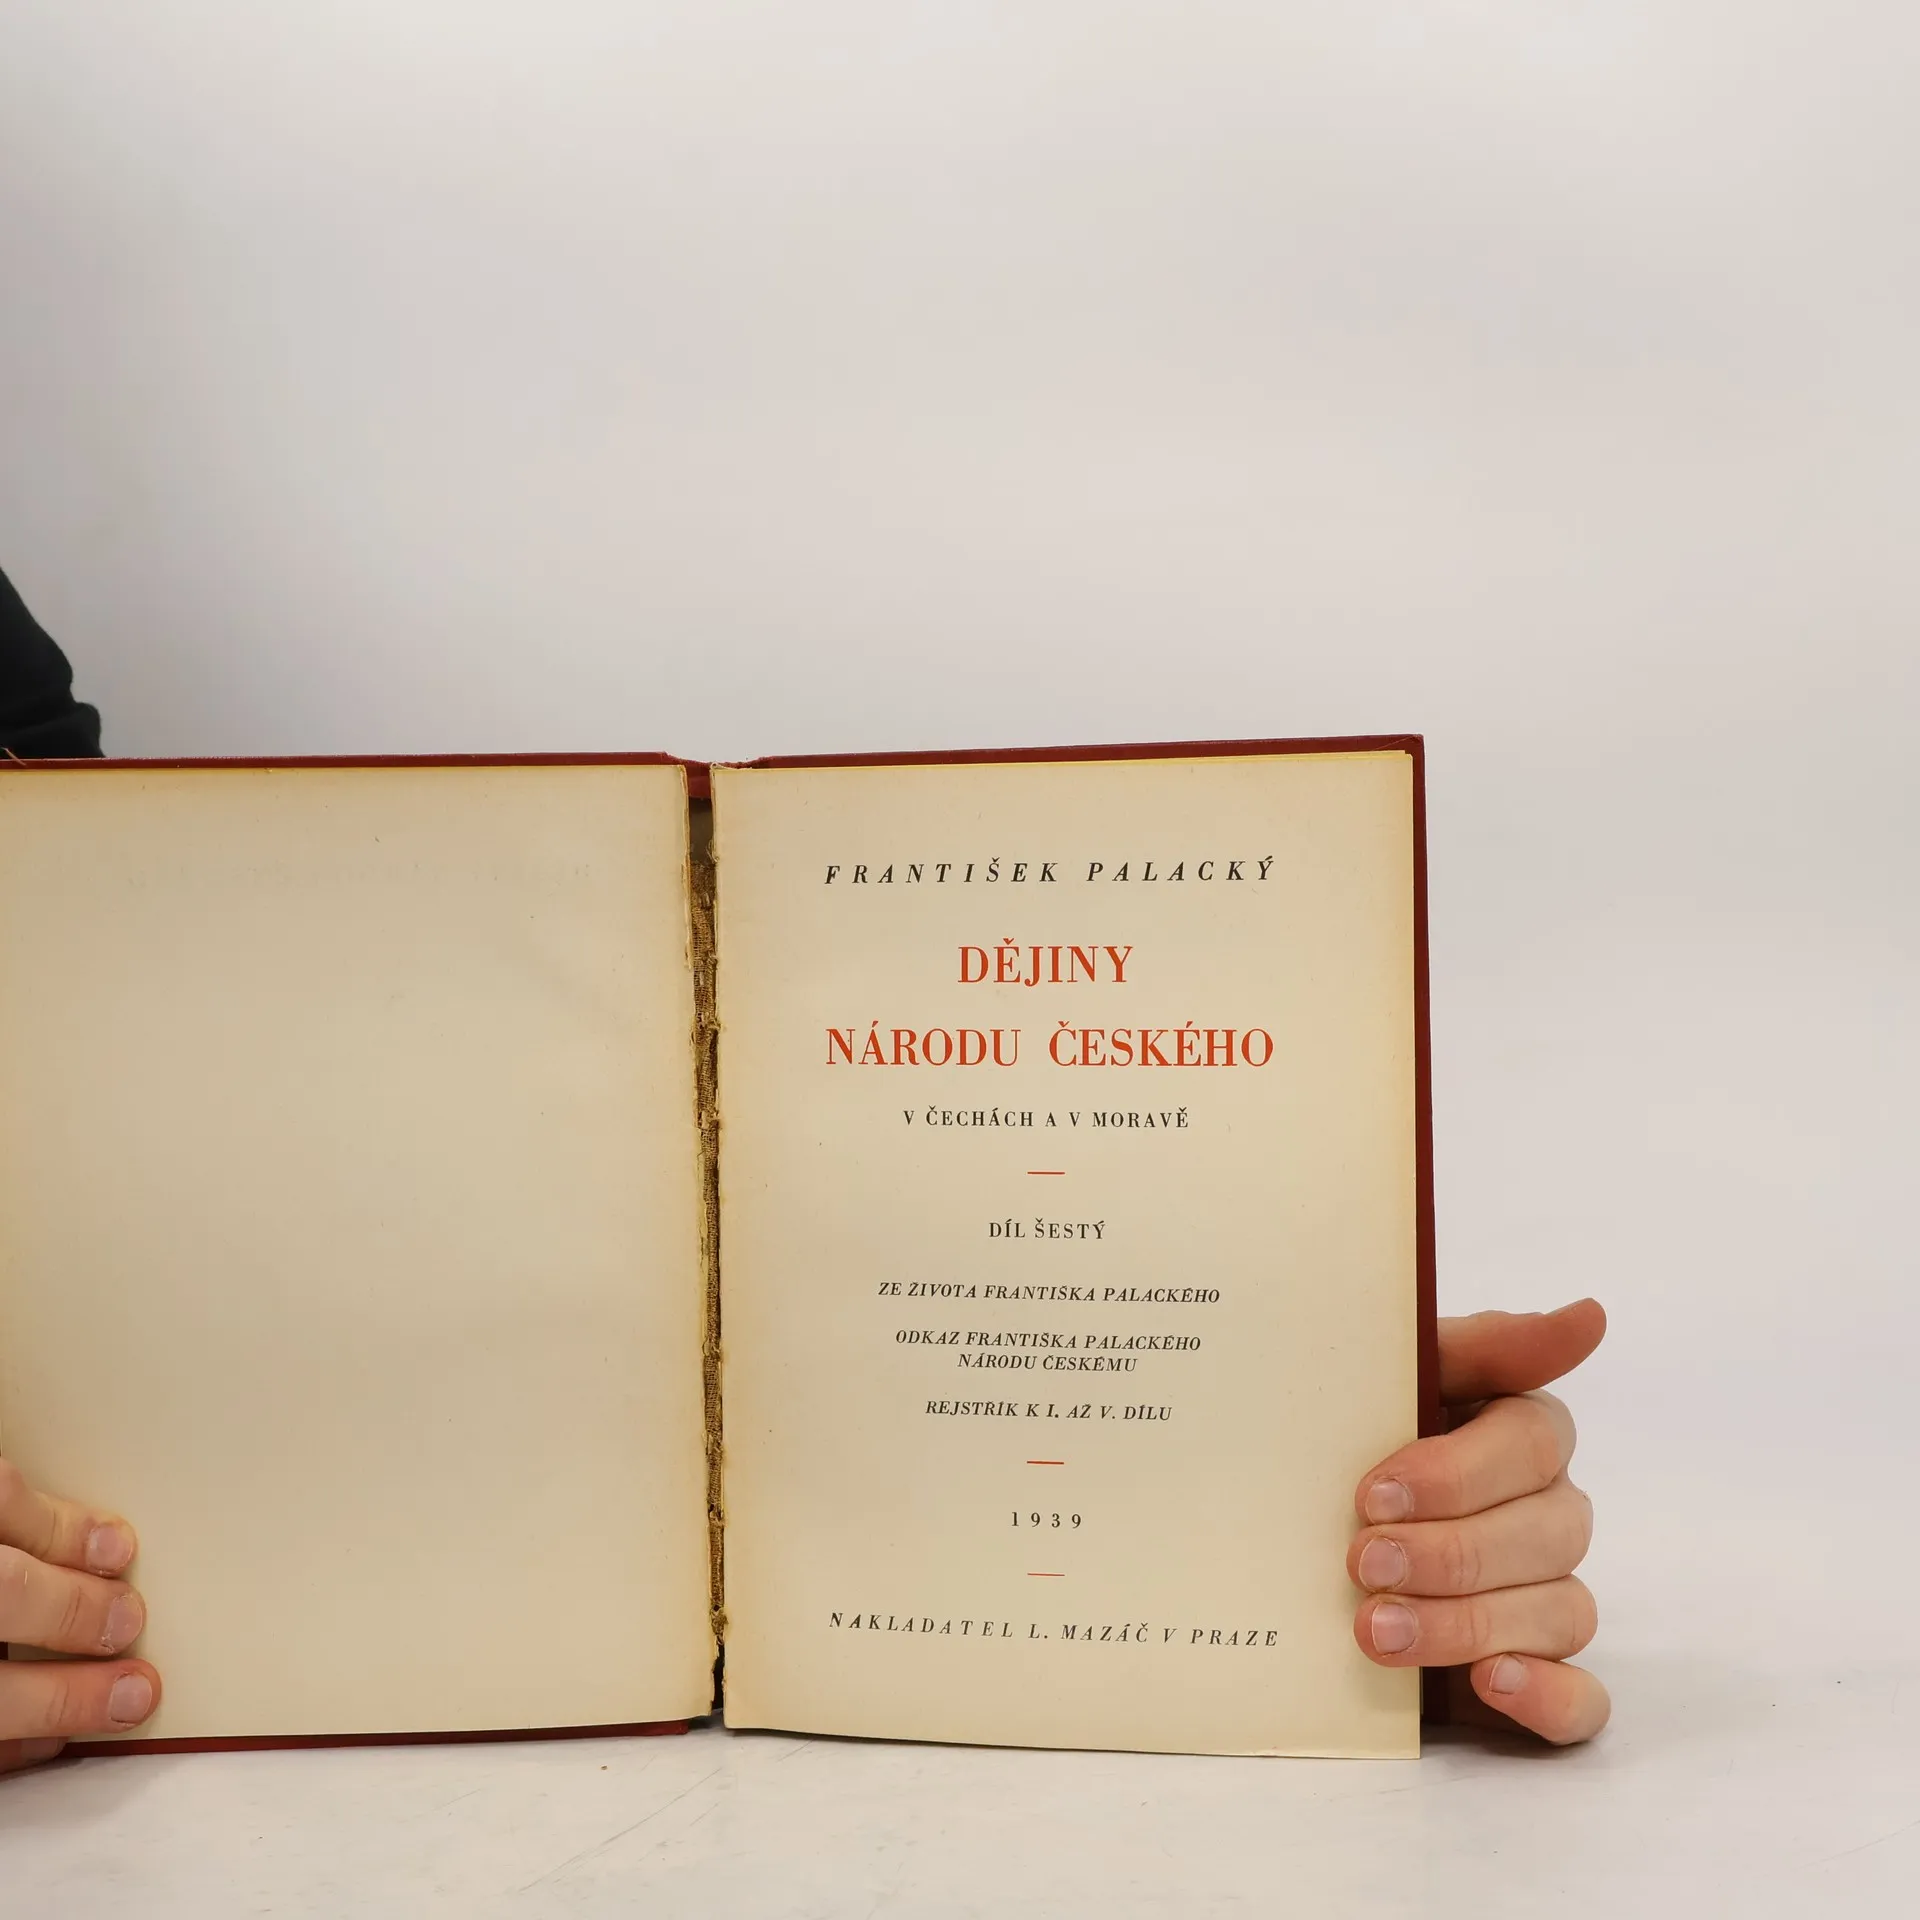 FRANTIŠEK PALACKÝ
DĚJINY
NÁRODU ČESKÉHO
V ČECHÁCH A V MORAVĚ
DÍL ŠESTÝ
ZE ŽIVOTA FRANTIŠKA PALACKÉHO
ODKAZ FRANTIŠKA PALACKÉHO
NÁRODU ČESKÉMU
REJSTŘÍK K I. AŽ V. DÍLU
1939
NAKLADATEL L. MAZÁČ V PRAZE